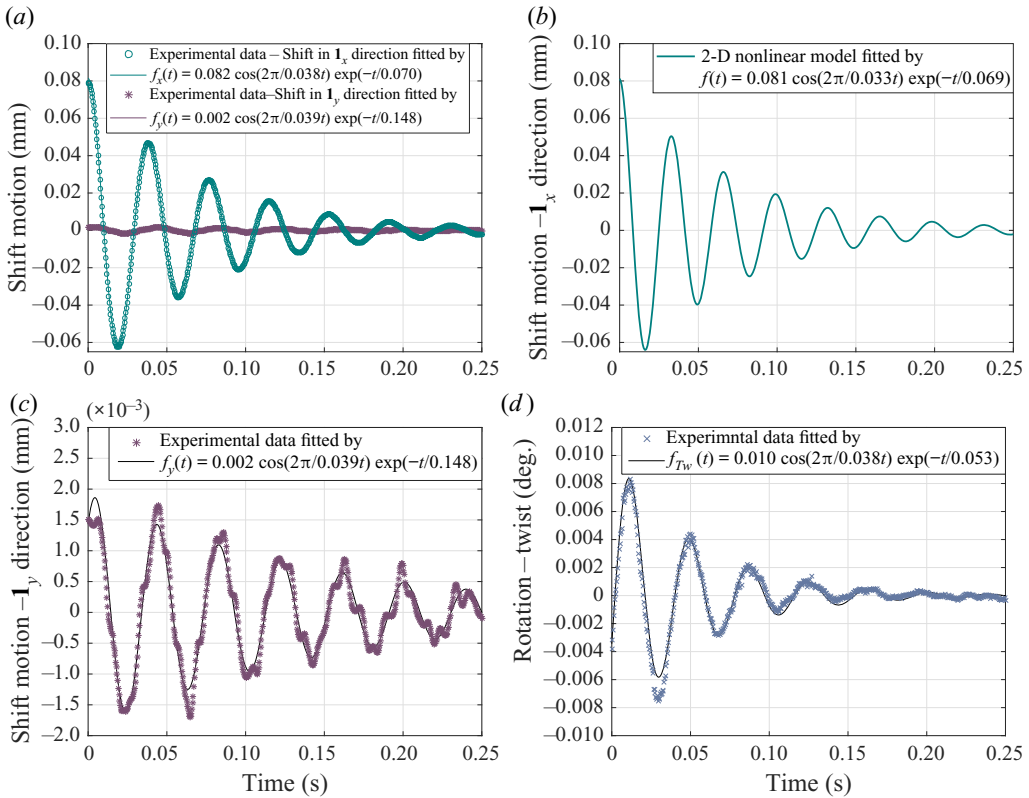 (a)
0.10
0.08
0.06
0.04
0.02
0
−0.02
−0.04
−0.06
Shift motion (mm)
Experimental data – Shift in 1x direction fitted by
fx(t) = 0.082 cos(2π/0.038t) exp(−t/0.070)
Experimental data–Shift in 1y direction fitted by
fy(t) = 0.002 cos(2π/0.039t) exp(−t/0.148)
0 0.05 0.10 0.15 0.20 0.25
(b)
0.10
0.08
0.06
0.04
0.02
0
−0.02
−0.04
−0.06
Shift motion –1x direction (mm)
2-D nonlinear model fitted by
f(t) = 0.081 cos(2π/0.033t) exp(−t/0.069)
0 0.05 0.10 0.15 0.20 0.25
(c)
(×10−3)
3.0
2.0
1.5
1.0
0.5
0
−0.5
−1.0
−1.5
−2.0
Shift motion –1y direction (mm)
Experimental data fitted by
fy(t) = 0.002 cos(2π/0.039t) exp(−t/0.148)
0 0.05 0.10 0.15 0.20 0.25
Time (s)
(d)
0.012
0.010
0.008
0.006
0.004
0.002
0
−0.002
−0.004
−0.006
−0.008
−0.010
Rotation – twist (deg.)
Experimntal data fitted by
fTw (t) = 0.010 cos(2π/0.038t) exp(−t/0.053)
0 0.05 0.10 0.15 0.20 0.25
Time (s)